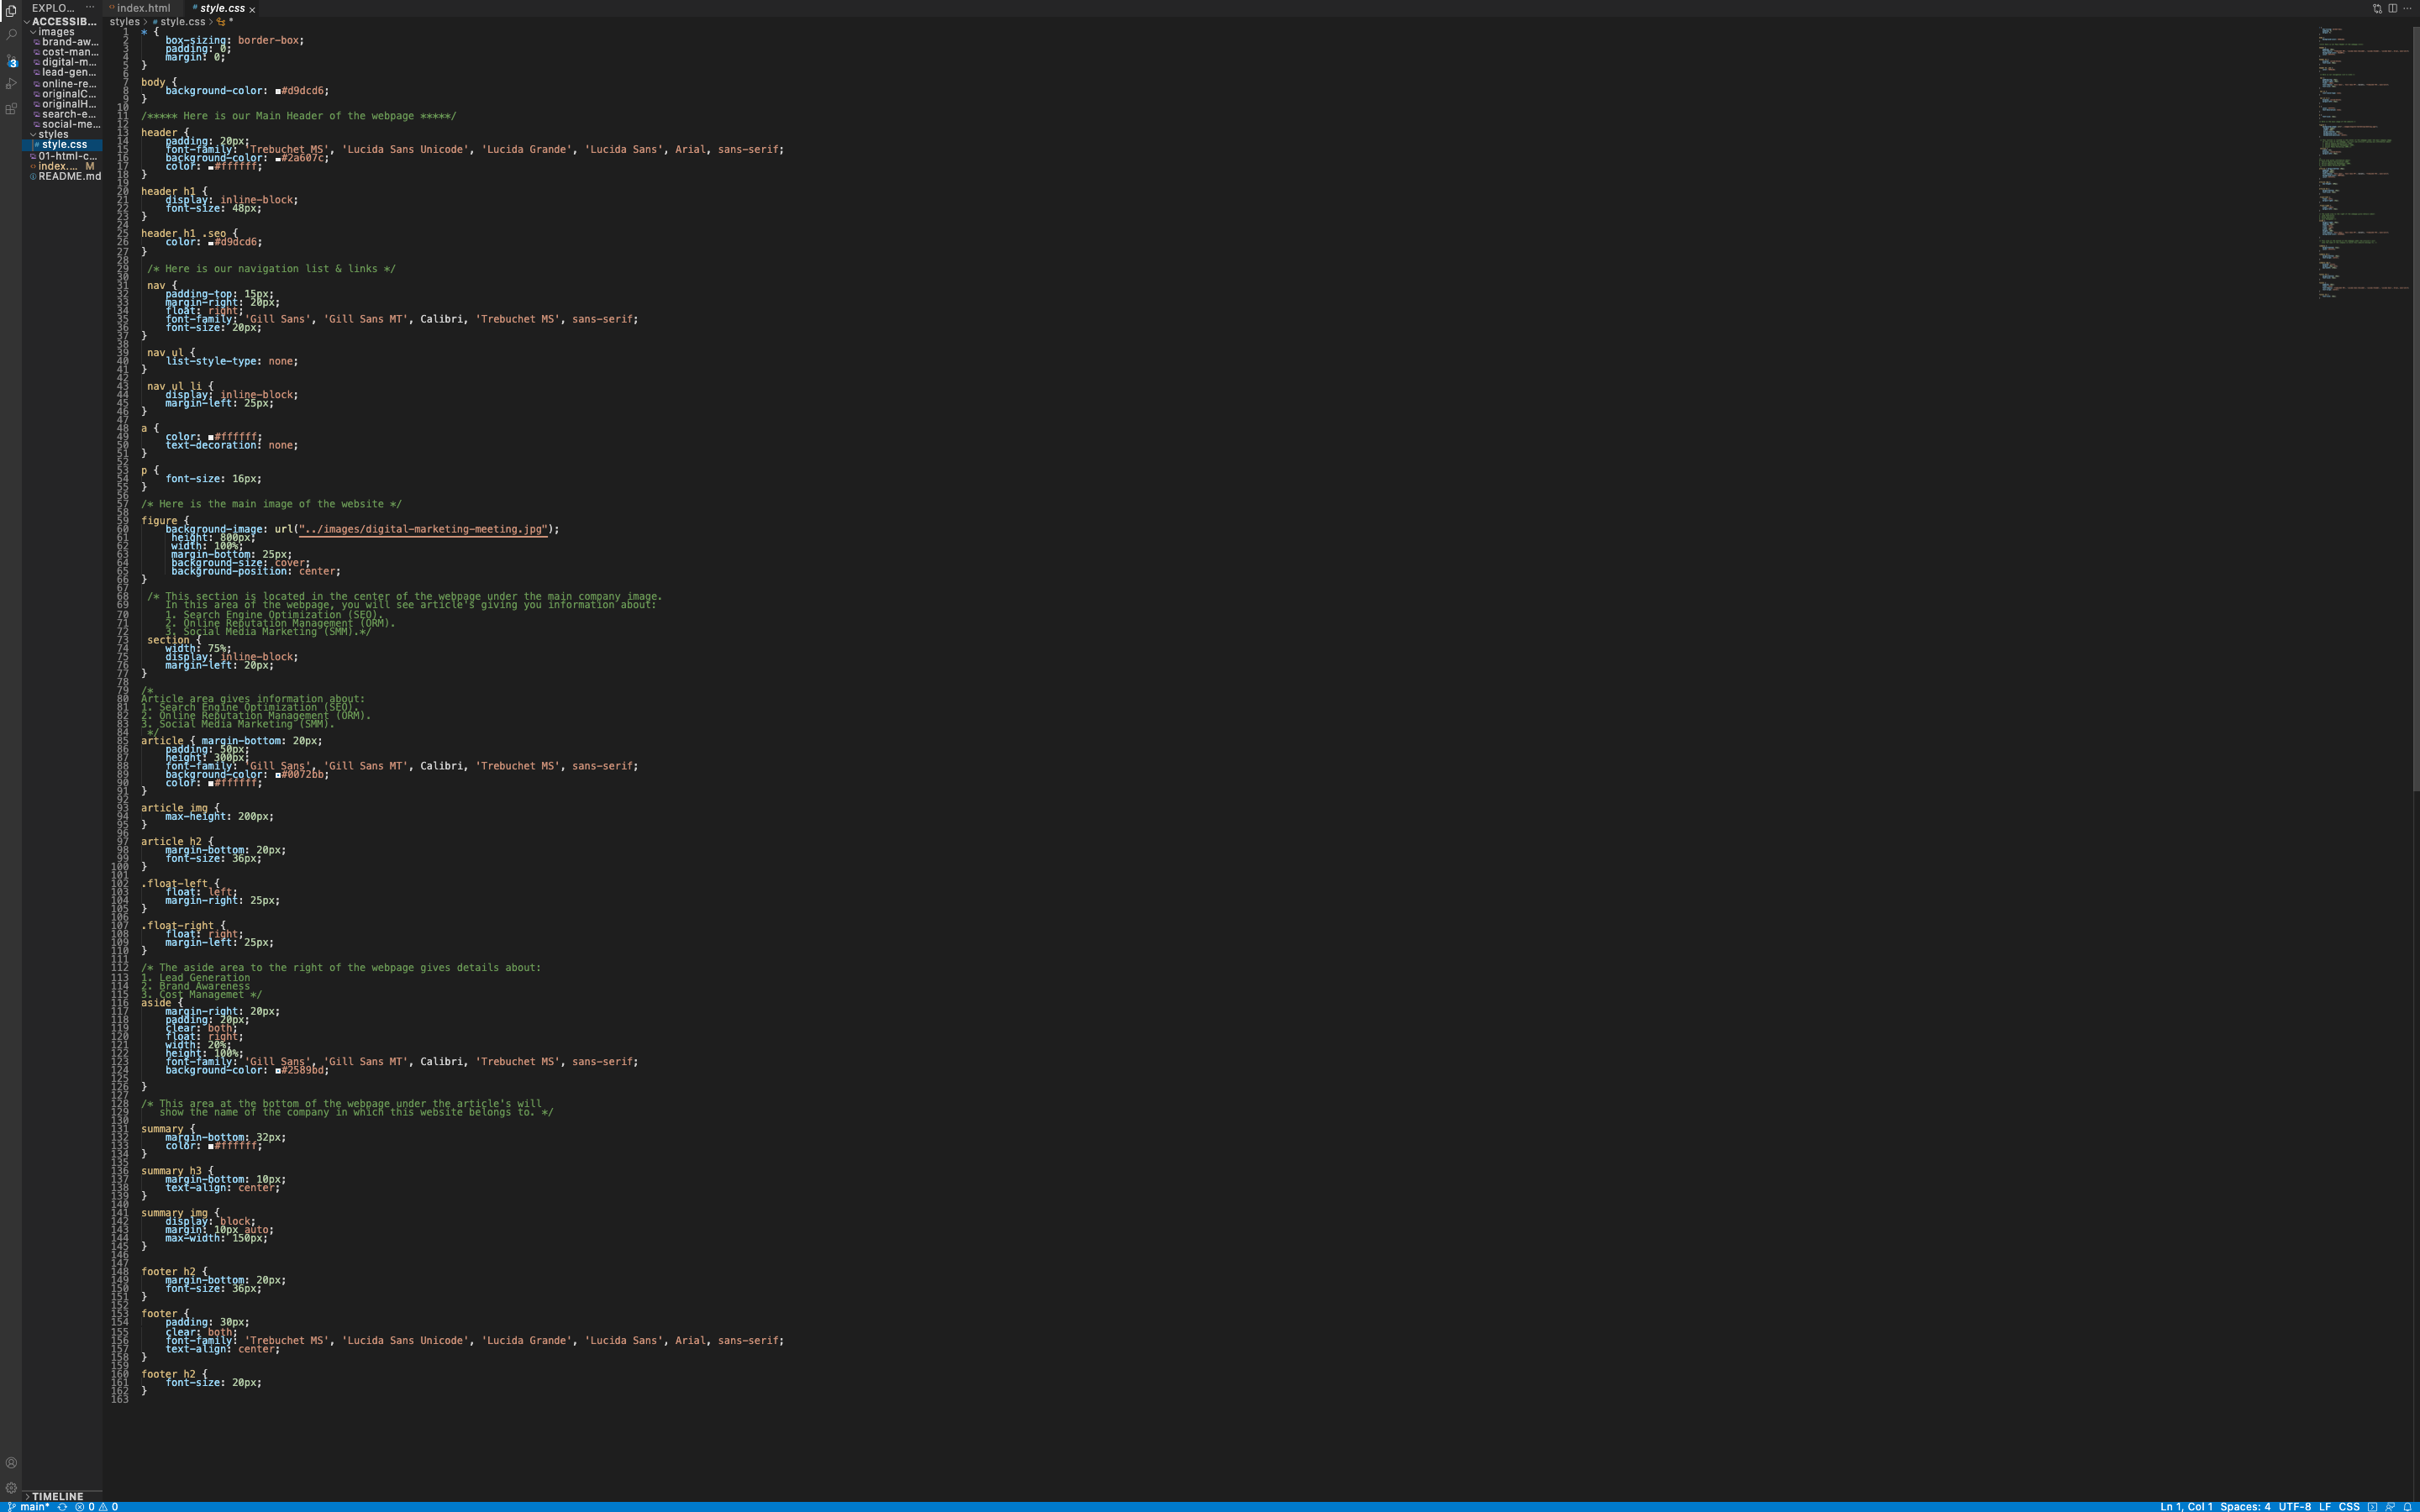 EXPLO... ...
ACCESSIB...
images
brand-aw...
cost-man...
digital-m...
lead-gen...
online-re...
originalC...
originalH...
search-e...
social-me...
styles
# style.css
01-html-c...
index.... M
README.md
TIMELINE
3
index.html
# style.css
styles > # style.css > *
1 * {
2 box-sizing: border-box;
3 padding: 0;
4 margin: 0;
5 }
6
7 body {
8 background-color: #d9dcd6;
9 }
10
11 /***** Here is our Main Header of the webpage *****/
12
13 header {
14 padding: 20px;
15 font-family: 'Trebuchet MS', 'Lucida Sans Unicode', 'Lucida Grande', 'Lucida Sans', Arial, sans-serif;
16 background-color: #2a607c;
17 color: #ffffff;
18 }
19
20 header h1 {
21 display: inline-block;
22 font-size: 48px;
23 }
24
25 header h1 .seo {
26 color: #d9dcd6;
27 }
28
29 /* Here is our navigation list & links */
30
31 nav {
32 padding-top: 15px;
33 margin-right: 20px;
34 float: right;
35 font-family: 'Gill Sans', 'Gill Sans MT', Calibri, 'Trebuchet MS', sans-serif;
36 font-size: 20px;
37 }
38
39 nav ul {
40 list-style-type: none;
41 }
42
43 nav ul li {
44 display: inline-block;
45 margin-left: 25px;
46 }
47
48 a {
49 color: #ffffff;
50 text-decoration: none;
51 }
52
53 p {
54 font-size: 16px;
55 }
56
57 /* Here is the main image of the website */
58
59 figure {
60 background-image: url("../images/digital-marketing-meeting.jpg");
61 height: 800px;
62 width: 100%;
63 margin-bottom: 25px;
64 background-size: cover;
65 background-position: center;
66 }
67
68 /* This section is located in the center of the webpage under the main company image.
69 In this area of the webpage, you will see article's giving you information about:
70 1. Search Engine Optimization (SEO).
71 2. Online Reputation Management (ORM).
72 3. Social Media Marketing (SMM).*/
73 section {
74 width: 75%;
75 display: inline-block;
76 margin-left: 20px;
77 }
78
79 /*
80 Article area gives information about:
81 1. Search Engine Optimization (SEO).
82 2. Online Reputation Management (ORM).
83 3. Social Media Marketing (SMM).
84 */
85 article { margin-bottom: 20px;
86 padding: 50px;
87 height: 300px;
88 font-family: 'Gill Sans', 'Gill Sans MT', Calibri, 'Trebuchet MS', sans-serif;
89 background-color: #0072bb;
90 color: #ffffff;
91 }
92
93 article img {
94 max-height: 200px;
95 }
96
97 article h2 {
98 margin-bottom: 20px;
99 font-size: 36px;
100 }
101
102 .float-left {
103 float: left;
104 margin-right: 25px;
105 }
106
107 .float-right {
108 float: right;
109 margin-left: 25px;
110 }
111
112 /* The aside area to the right of the webpage gives details about:
113 1. Lead Generation
114 2. Brand Awareness
115 3. Cost Managemet */
116 aside {
117 margin-right: 20px;
118 padding: 20px;
119 clear: both;
120 float: right;
121 width: 20%;
122 height: 100%;
123 font-family: 'Gill Sans', 'Gill Sans MT', Calibri, 'Trebuchet MS', sans-serif;
124 background-color: #2589bd;
125
126 }
127
128 /* This area at the bottom of the webpage under the article's will
129 show the name of the company in which this website belongs to. */
130
131 summary {
132 margin-bottom: 32px;
133 color: #ffffff;
134 }
135
136 summary h3 {
137 margin-bottom: 10px;
138 text-align: center;
139 }
140
141 summary img {
142 display: block;
143 margin: 10px auto;
144 max-width: 150px;
145 }
146
147
148 footer h2 {
149 margin-bottom: 20px;
150 font-size: 36px;
151 }
152
153 footer {
154 padding: 30px;
155 clear: both;
156 font-family: 'Trebuchet MS', 'Lucida Sans Unicode', 'Lucida Grande', 'Lucida Sans', Arial, sans-serif;
157 text-align: center;
158 }
159
160 footer h2 {
161 font-size: 20px;
162 }
163
main* 0 0 Ln 1, Col 1 Spaces: 4 UTF-8 LF CSS